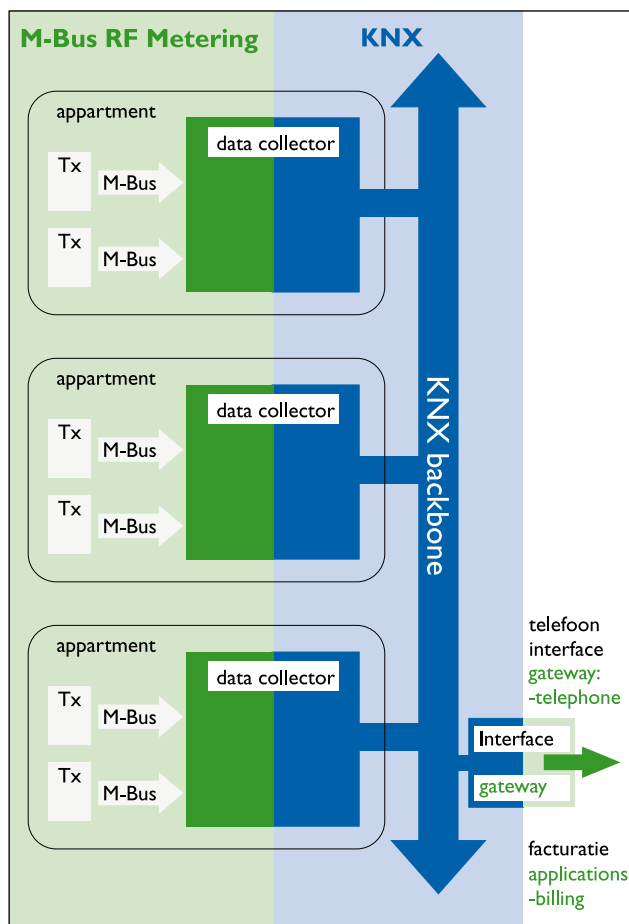 M-Bus RF Metering
KNX
appartment
data collector
Tx
M-Bus
Tx
M-Bus
appartment
data collector
Tx
M-Bus
Tx
M-Bus
KNX backbone
appartment
data collector
Tx
M-Bus
Tx
M-Bus
telefoon
interface
gateway:
-telephone
Interface
gateway
facturatie
applications
-billing